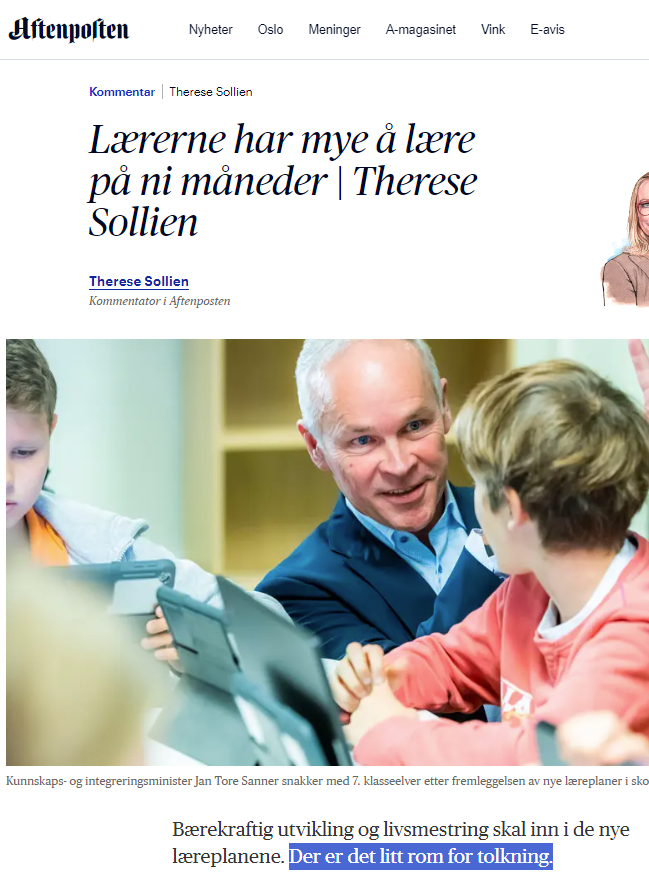 Aftenposten
Nyheter Oslo Meninger A-magasinet Vink E-avis
Kommentar | Therese Sollien
Lærerne har mye å lære
på ni måneder | Therese
Sollien
Therese Sollien
Kommentator i Aftenposten
Kunnskaps- og integreringsminister Jan Tore Sanner snakker med 7. klasseelver etter fremleggelsen av nye læreplaner i sko
Bærekraftig utvikling og livsmestring skal inn i de nye
læreplanene. Der er det litt rom for tolkning.